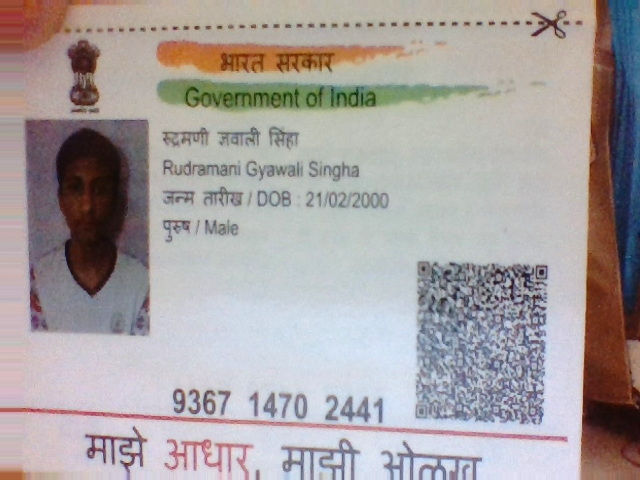 भारत सरकार
Government of India
रुद्रमणी ज्ञवाली सिंहा
Rudramani Gyawali Singha
जन्म तारीख / DOB : 21/02/2000
पुरुष / Male
9367 1470 2441
माझे आधार, माझी ओळख